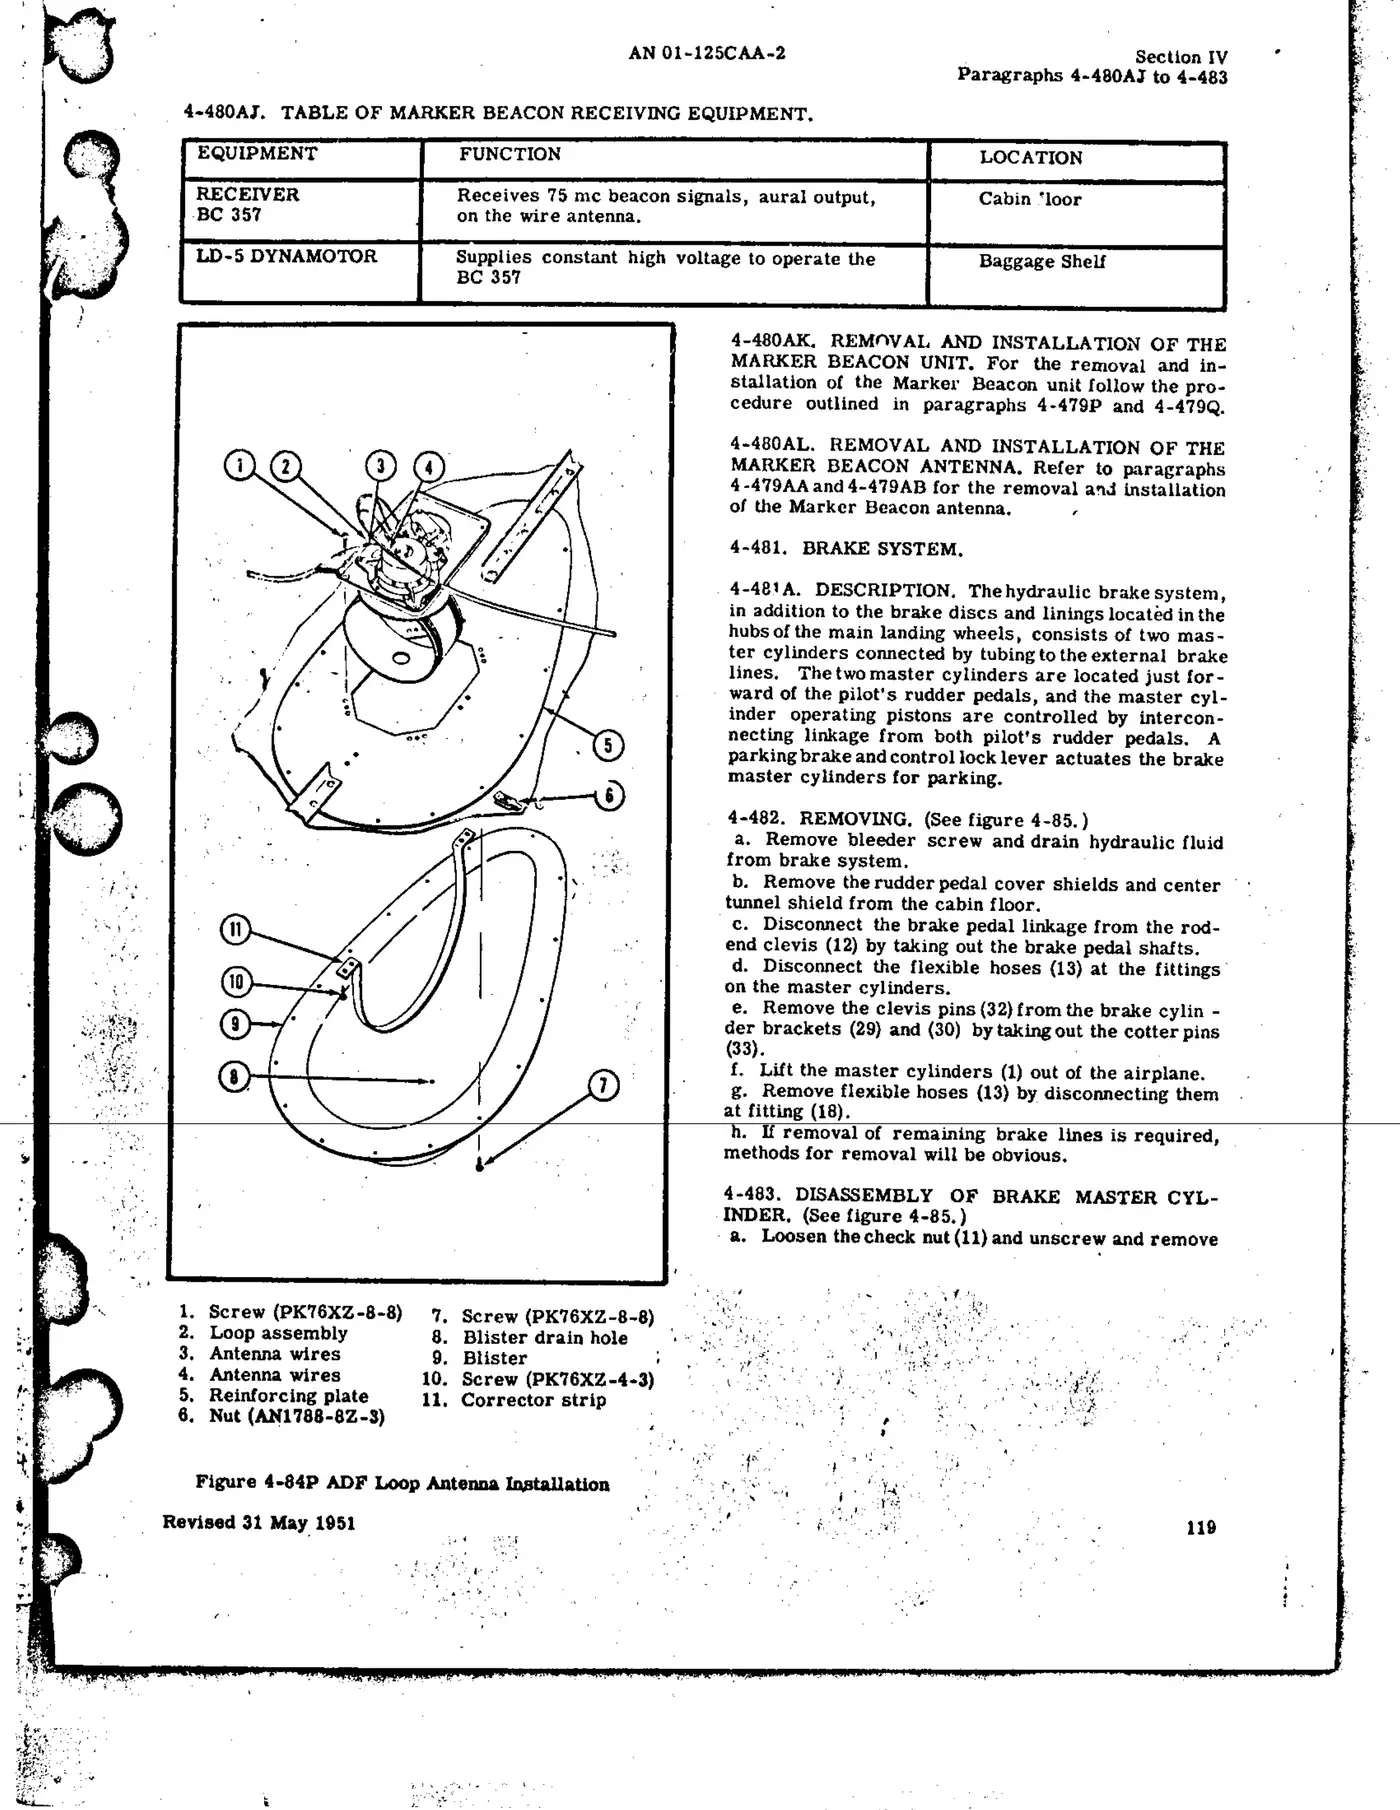 AN 01-125CAA-2
Section IV
Paragraphs 4-480AJ to 4-483
4-480AJ. TABLE OF MARKER BEACON RECEIVING EQUIPMENT.
EQUIPMENT FUNCTION LOCATION
RECEIVER
BC 357
Receives 75 mc beacon signals, aural output,
on the wire antenna.
Cabin 'loor
LD-5 DYNAMOTOR
Supplies constant high voltage to operate the
BC 357
Baggage Shelf
1 2 3 4
5
6
11
10
9
8
7
1. Screw (PK76XZ-8-8)
2. Loop assembly
3. Antenna wires
4. Antenna wires
5. Reinforcing plate
6. Nut (AN1788-8Z-3)
7. Screw (PK76XZ-8-8)
8. Blister drain hole
9. Blister
10. Screw (PK76XZ-4-3)
11. Corrector strip
Figure 4-84P ADF Loop Antenna Installation
4-480AK. REMOVAL AND INSTALLATION OF THE
MARKER BEACON UNIT. For the removal and in-
stallation of the Marker Beacon unit follow the pro-
cedure outlined in paragraphs 4-479P and 4-479Q.
4-480AL. REMOVAL AND INSTALLATION OF THE
MARKER BEACON ANTENNA. Refer to paragraphs
4-479AA and 4-479AB for the removal and installation
of the Marker Beacon antenna.
4-481. BRAKE SYSTEM.
4-481A. DESCRIPTION. The hydraulic brake system,
in addition to the brake discs and linings located in the
hubs of the main landing wheels, consists of two mas-
ter cylinders connected by tubing to the external brake
lines. The two master cylinders are located just for-
ward of the pilot's rudder pedals, and the master cyl-
inder operating pistons are controlled by intercon-
necting linkage from both pilot's rudder pedals. A
parking brake and control lock lever actuates the brake
master cylinders for parking.
4-482. REMOVING. (See figure 4-85.)
a. Remove bleeder screw and drain hydraulic fluid
from brake system.
b. Remove the rudder pedal cover shields and center
tunnel shield from the cabin floor.
c. Disconnect the brake pedal linkage from the rod-
end clevis (12) by taking out the brake pedal shafts.
d. Disconnect the flexible hoses (13) at the fittings
on the master cylinders.
e. Remove the clevis pins (32) from the brake cylin -
der brackets (29) and (30) by taking out the cotter pins
(33).
f. Lift the master cylinders (1) out of the airplane.
g. Remove flexible hoses (13) by disconnecting them
at fitting (18).
h. If removal of remaining brake lines is required,
methods for removal will be obvious.
4-483. DISASSEMBLY OF BRAKE MASTER CYL-
INDER. (See figure 4-85.)
a. Loosen the check nut (11) and unscrew and remove
Revised 31 May 1951
119